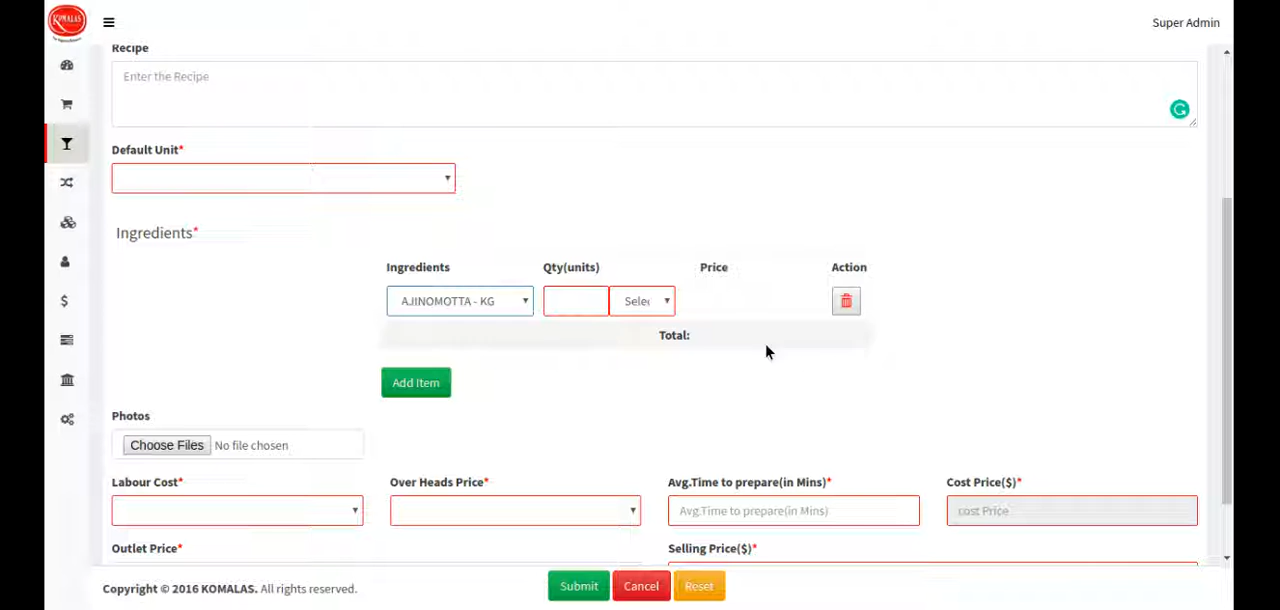 KOMALAS
Super Admin
Recipe
Enter the Recipe
Default Unit*
Ingredients*
Ingredients Qty(units) Price Action
AJINOMOTTA - KG Selec
Total:
Add Item
Photos
Choose Files No file chosen
Labour Cost* Over Heads Price* Avg.Time to prepare(in Mins)* Cost Price($)*
Avg.Time to prepare(in Mins) cost Price
Outlet Price* Selling Price($)*
Copyright © 2016 KOMALAS. All rights reserved. Submit Cancel Reset